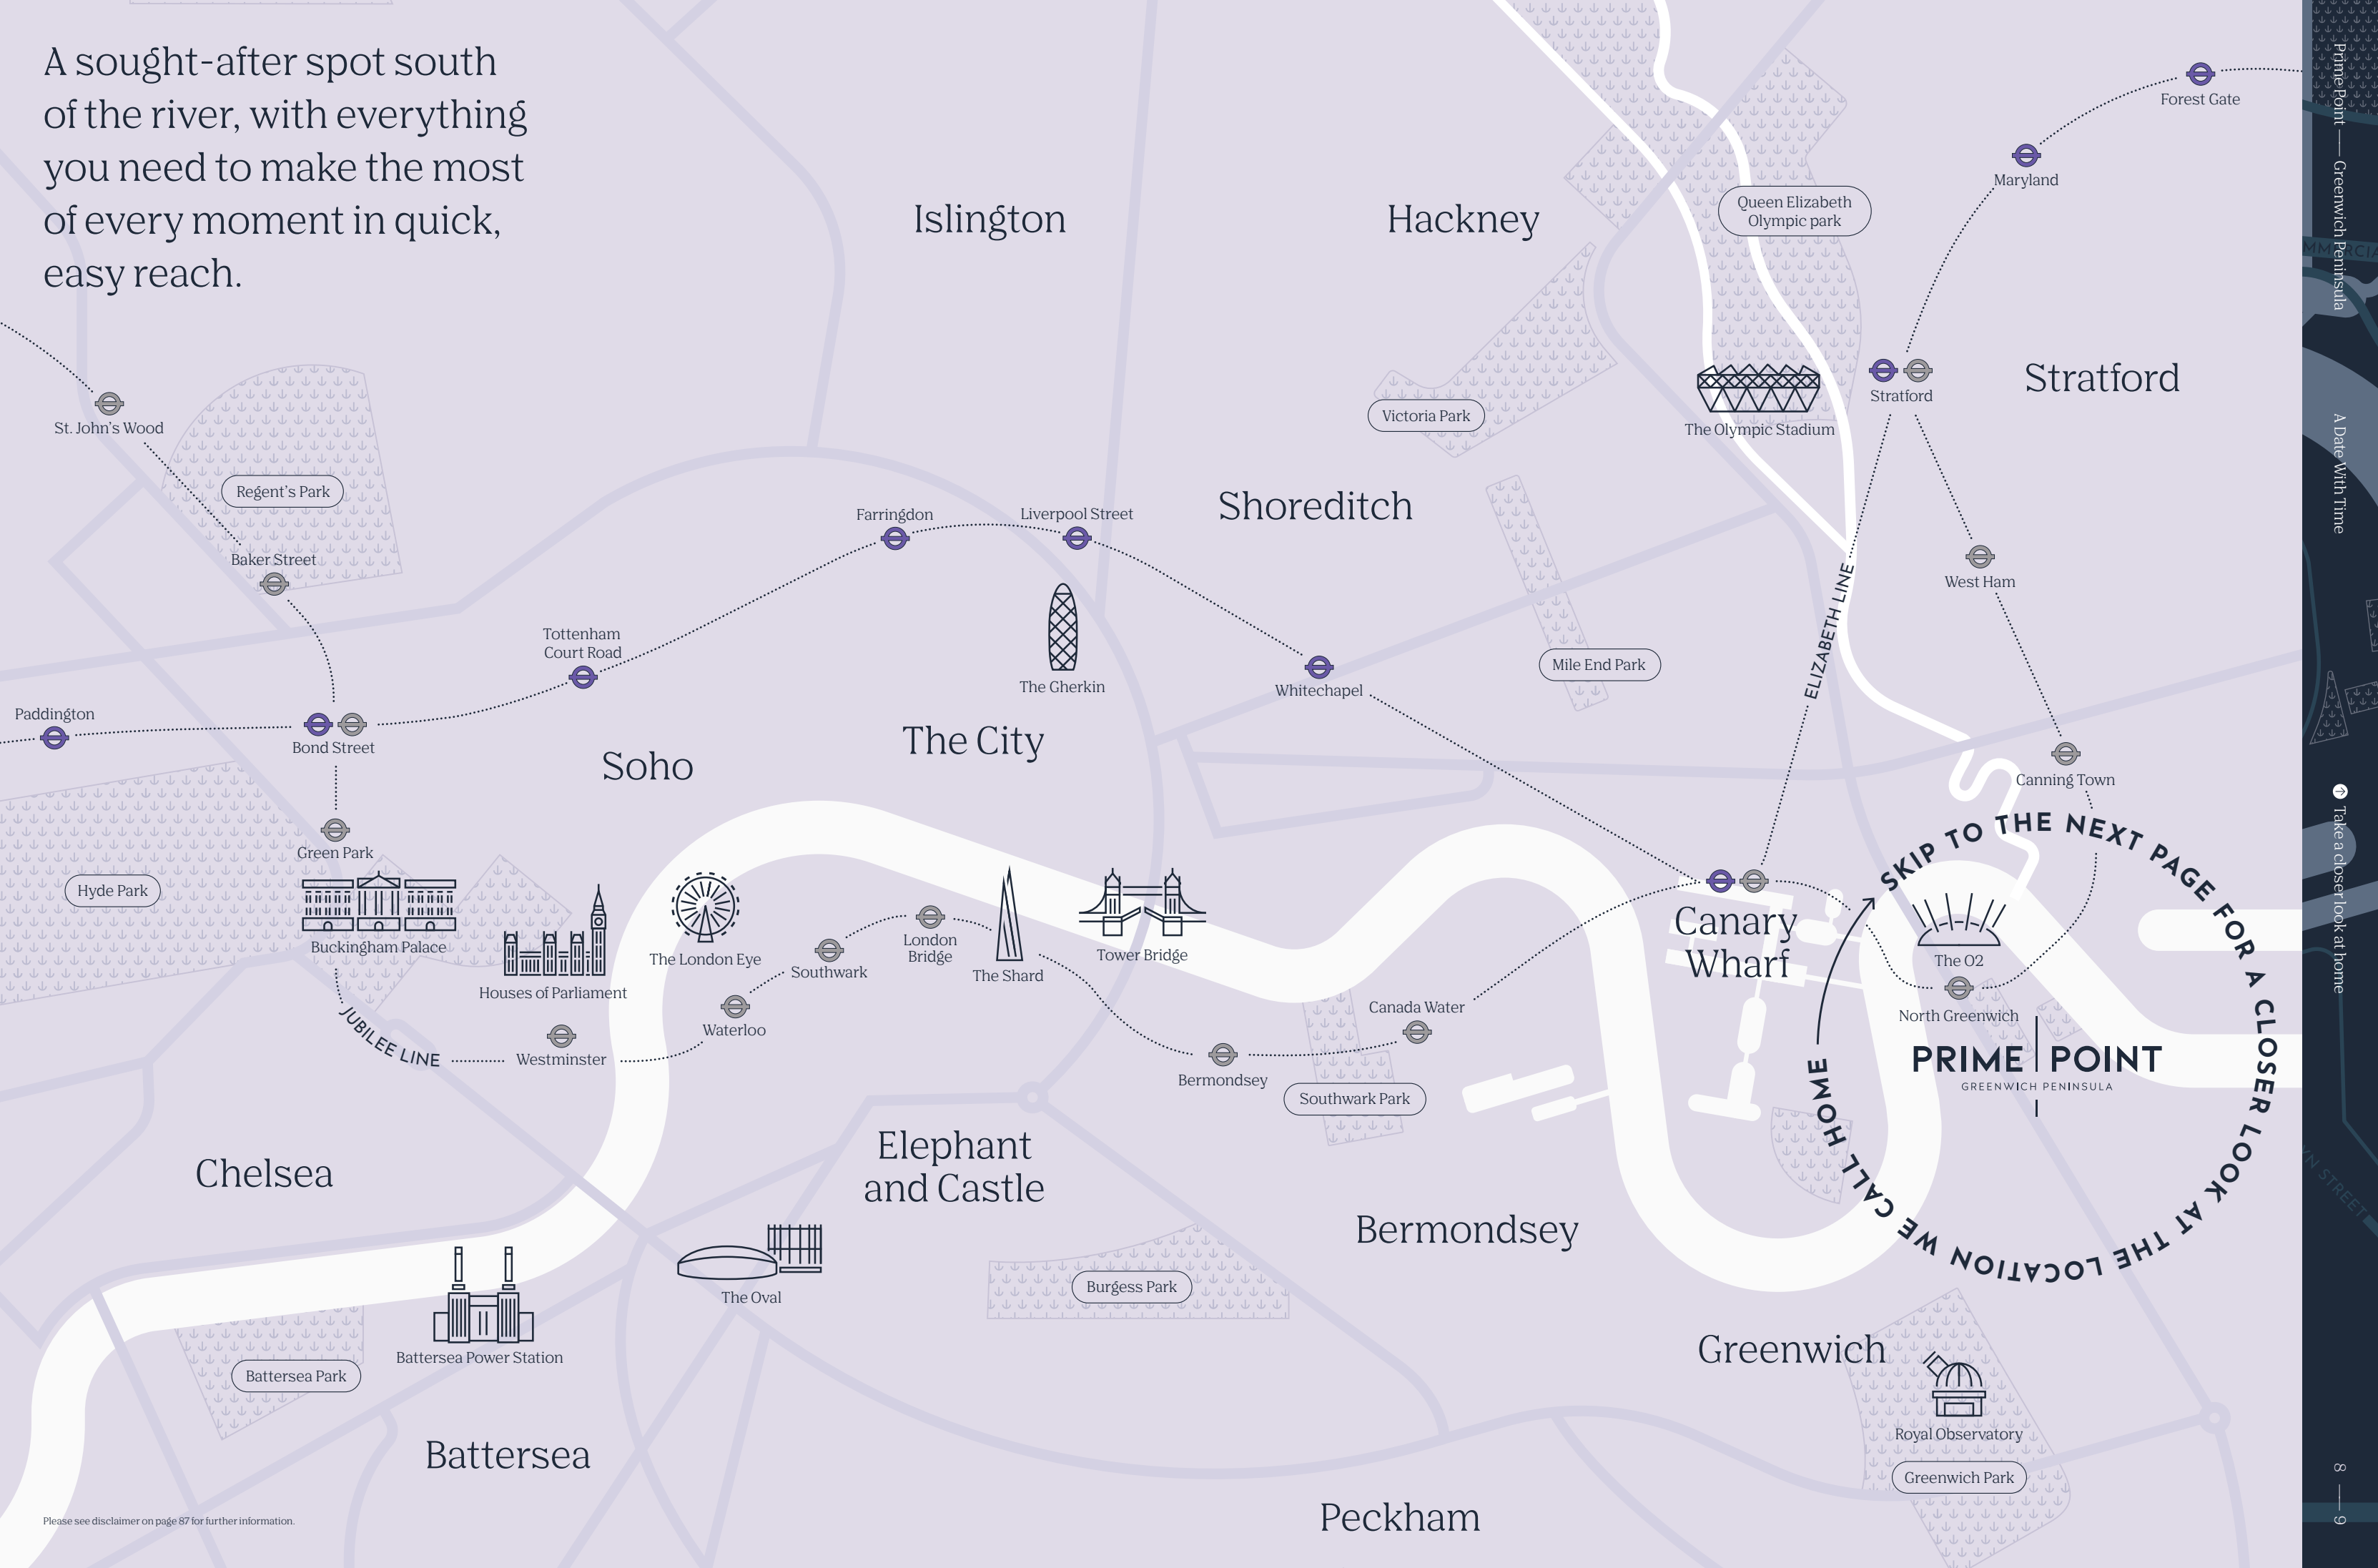 A sought-after spot south
of the river, with everything
you need to make the most
of every moment in quick,
easy reach.
Islington
Hackney
Queen Elizabeth
Olympic park
Forest Gate
Maryland
Stratford
Stratford
The Olympic Stadium
Victoria Park
St. John's Wood
Regent's Park
Baker Street
Shoreditch
Farringdon
Liverpool Street
West Ham
ELIZABETH LINE
Tottenham
Court Road
The Gherkin
Whitechapel
Mile End Park
Paddington
Bond Street
Soho
The City
Canning Town
Green Park
Hyde Park
Buckingham Palace
Houses of Parliament
The London Eye
Southwark
London
Bridge
The Shard
Tower Bridge
Canary
Wharf
The O2
North Greenwich
Canada Water
Waterloo
Westminster
JUBILEE LINE
Bermondsey
Southwark Park
PRIME POINT
GREENWICH PENINSULA
SKIP TO THE NEXT PAGE FOR A CLOSER LOOK AT THE LOCATION WE CALL HOME
Chelsea
Elephant
and Castle
Bermondsey
The Oval
Burgess Park
Battersea Power Station
Battersea Park
Battersea
Greenwich
Royal Observatory
Greenwich Park
Peckham
Please see disclaimer on page 87 for further information.
Prime Point — Greenwich Peninsula
A Date With Time
Take a closer look at home
8 — 9